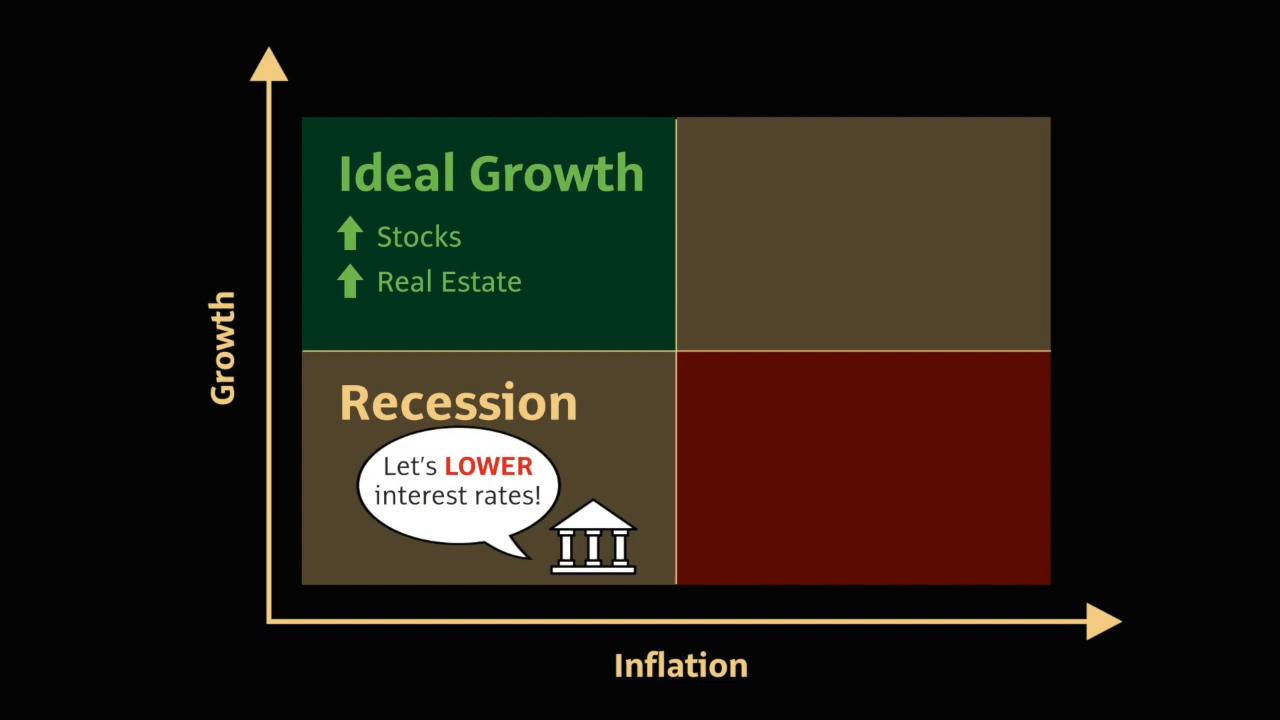 Growth
Ideal Growth
Stocks
Real Estate
Recession
Let's LOWER
interest rates!
Inflation